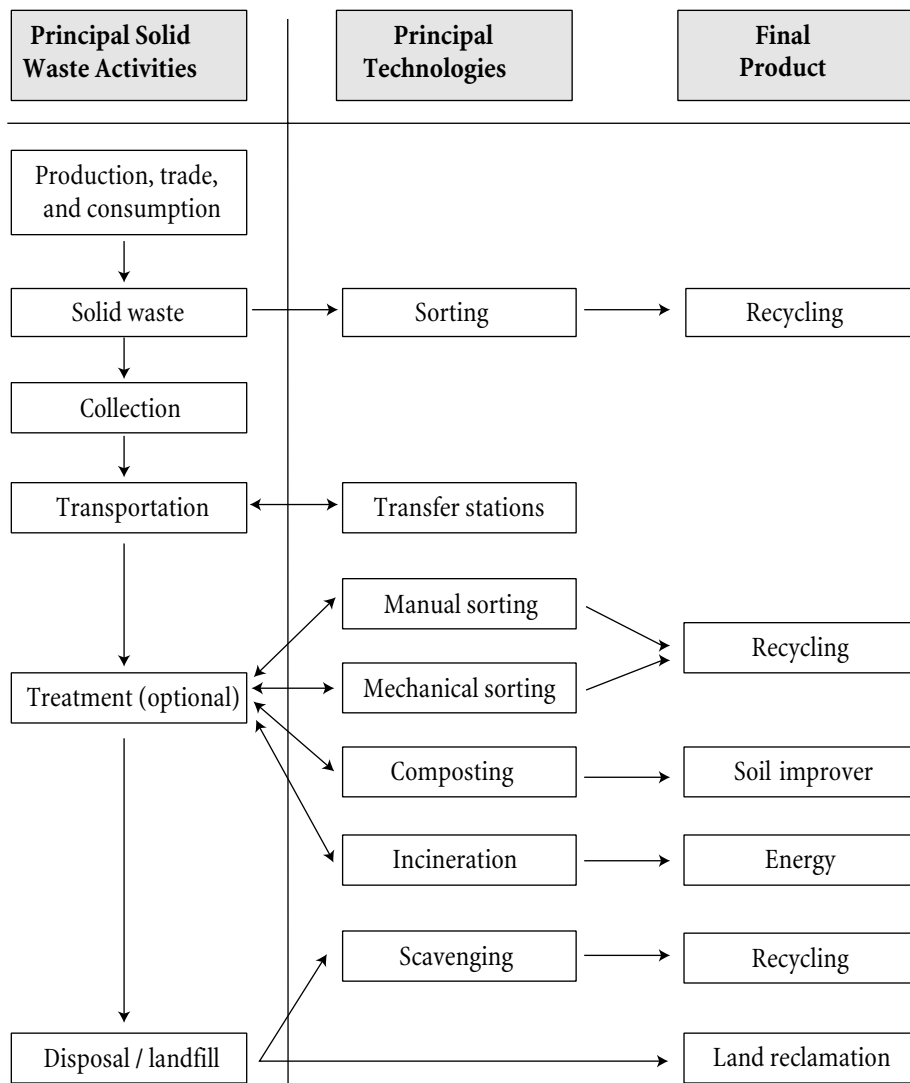 Principal Solid
Waste Activities
Principal
Technologies
Final
Product
Production, trade,
and consumption
Solid waste
Sorting
Recycling
Collection
Transportation
Transfer stations
Manual sorting
Recycling
Treatment (optional)
Mechanical sorting
Composting
Soil improver
Incineration
Energy
Scavenging
Recycling
Disposal / landfill
Land reclamation